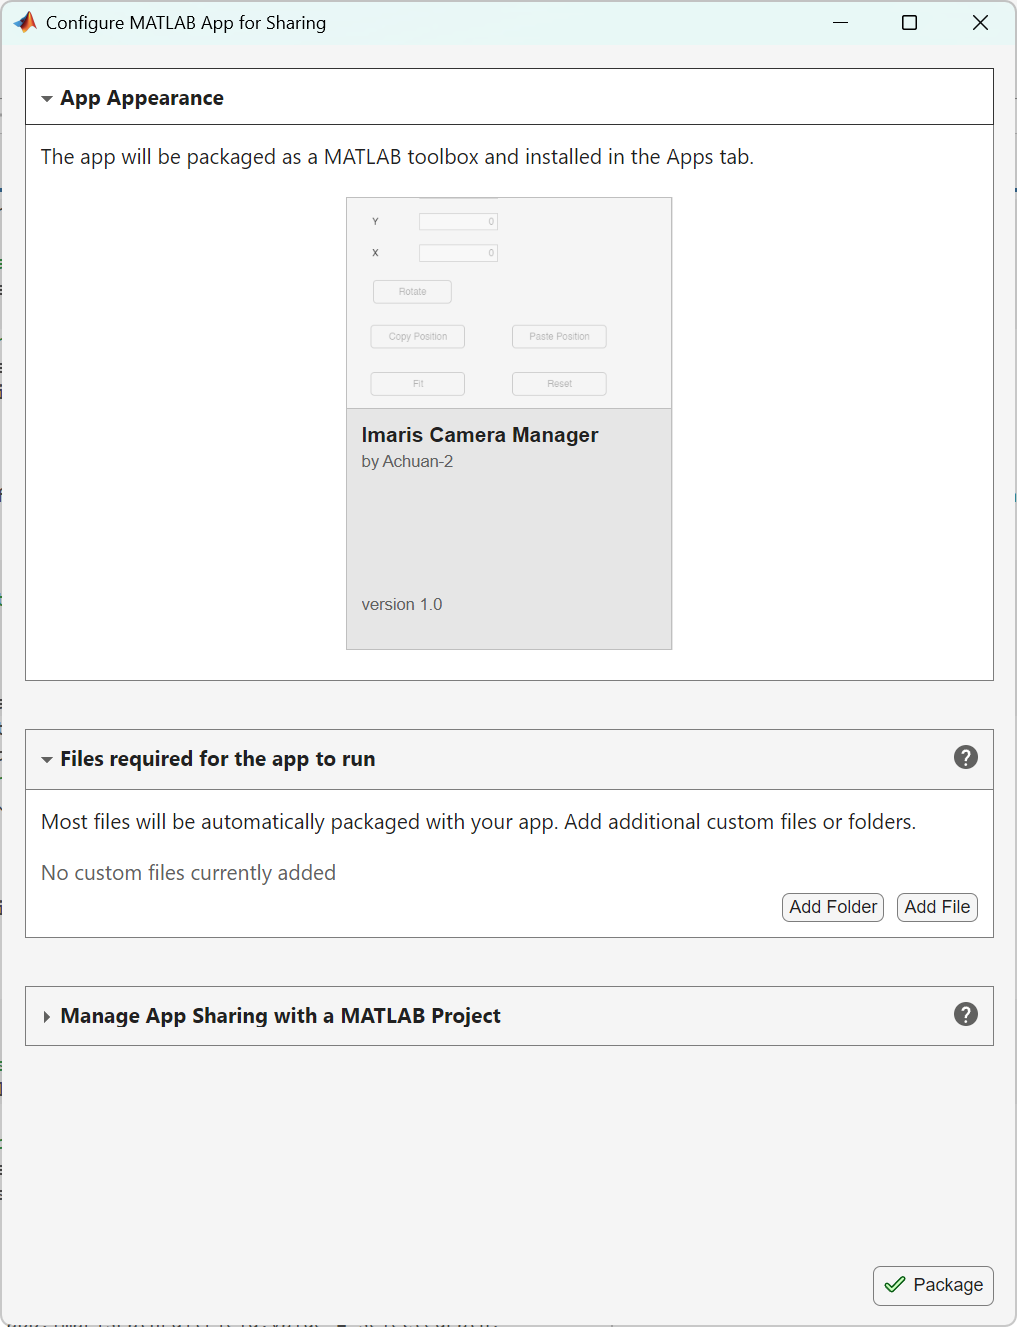 Configure MATLAB App for Sharing
App Appearance
The app will be packaged as a MATLAB toolbox and installed in the Apps tab.
Y 0
X 0
Rotate
Copy Position Paste Position
Fit Reset
Imaris Camera Manager
by Achuan-2
version 1.0
Files required for the app to run
Most files will be automatically packaged with your app. Add additional custom files or folders.
No custom files currently added
Add Folder Add File
Manage App Sharing with a MATLAB Project
Package